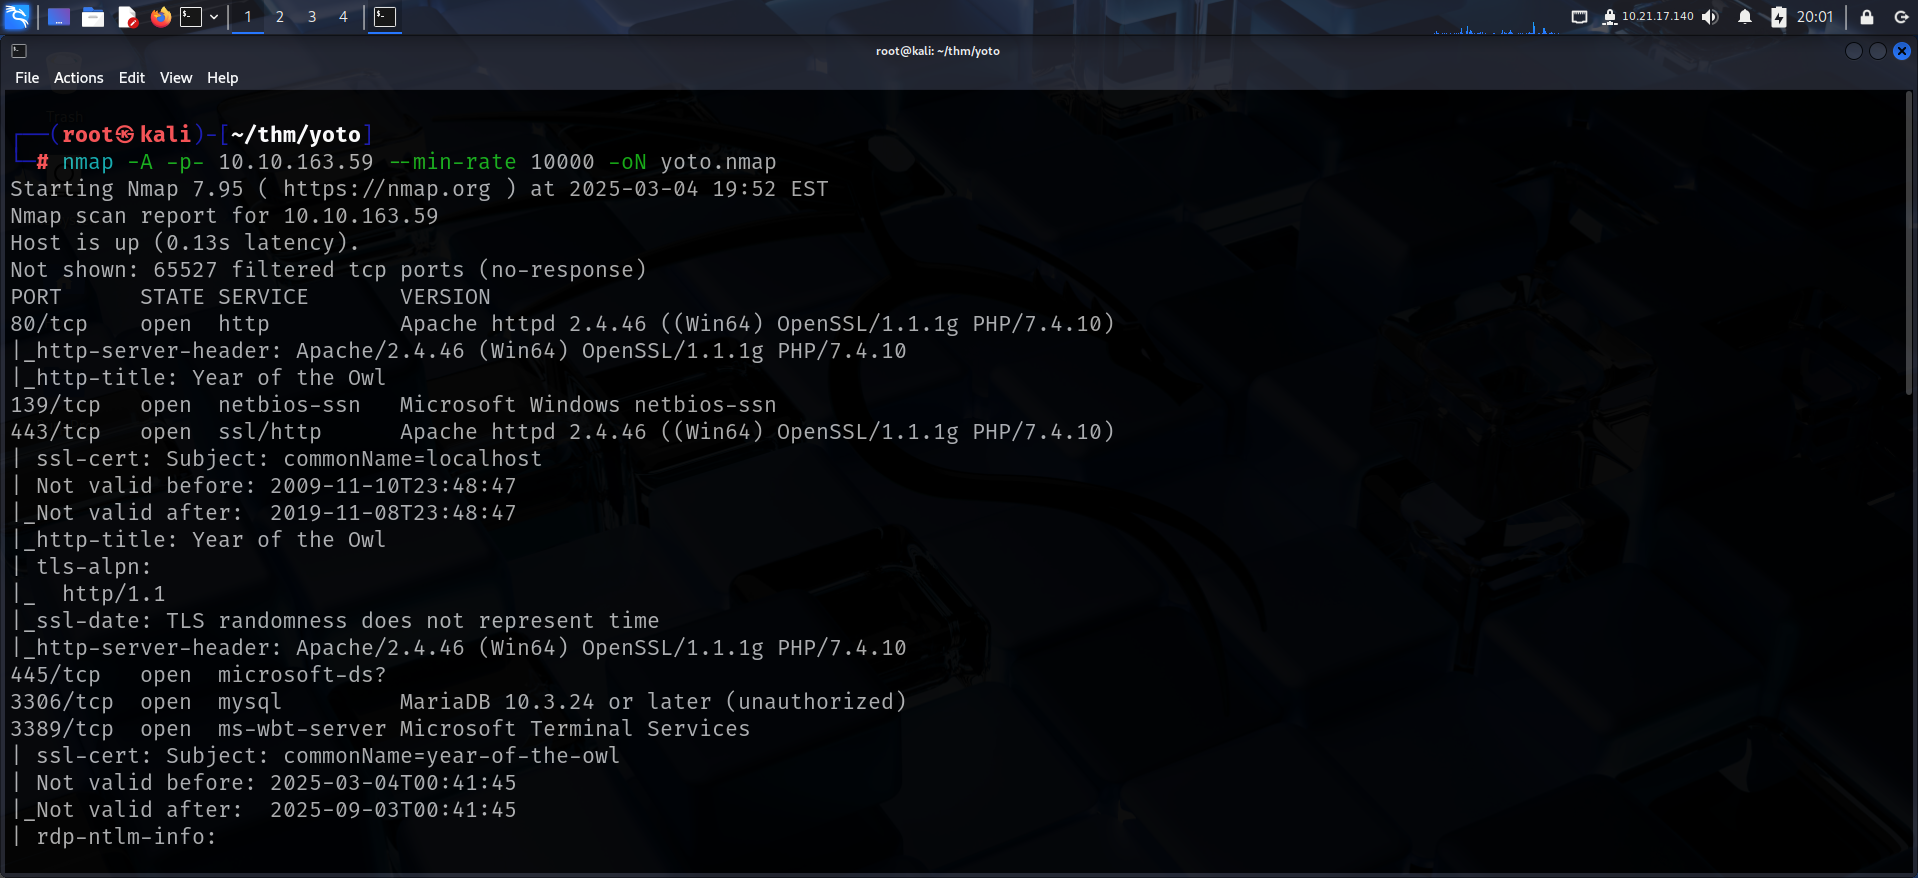 1 2 3 4 10.21.17.140 20:01
root@kali: ~/thm/yoto
File Actions Edit View Help
┌──(root㉿kali)-[~/thm/yoto]
└─# nmap -A -p- 10.10.163.59 --min-rate 10000 -oN yoto.nmap
Starting Nmap 7.95 ( https://nmap.org ) at 2025-03-04 19:52 EST
Nmap scan report for 10.10.163.59
Host is up (0.13s latency).
Not shown: 65527 filtered tcp ports (no-response)
PORT      STATE SERVICE       VERSION
80/tcp    open  http          Apache httpd 2.4.46 ((Win64) OpenSSL/1.1.1g PHP/7.4.10)
|_http-server-header: Apache/2.4.46 (Win64) OpenSSL/1.1.1g PHP/7.4.10
|_http-title: Year of the Owl
139/tcp   open  netbios-ssn   Microsoft Windows netbios-ssn
443/tcp   open  ssl/http      Apache httpd 2.4.46 ((Win64) OpenSSL/1.1.1g PHP/7.4.10)
| ssl-cert: Subject: commonName=localhost
| Not valid before: 2009-11-10T23:48:47
|_Not valid after:  2019-11-08T23:48:47
|_http-title: Year of the Owl
| tls-alpn:
|_  http/1.1
|_ssl-date: TLS randomness does not represent time
|_http-server-header: Apache/2.4.46 (Win64) OpenSSL/1.1.1g PHP/7.4.10
445/tcp   open  microsoft-ds?
3306/tcp  open  mysql         MariaDB 10.3.24 or later (unauthorized)
3389/tcp  open  ms-wbt-server Microsoft Terminal Services
| ssl-cert: Subject: commonName=year-of-the-owl
| Not valid before: 2025-03-04T00:41:45
|_Not valid after:  2025-09-03T00:41:45
| rdp-ntlm-info: